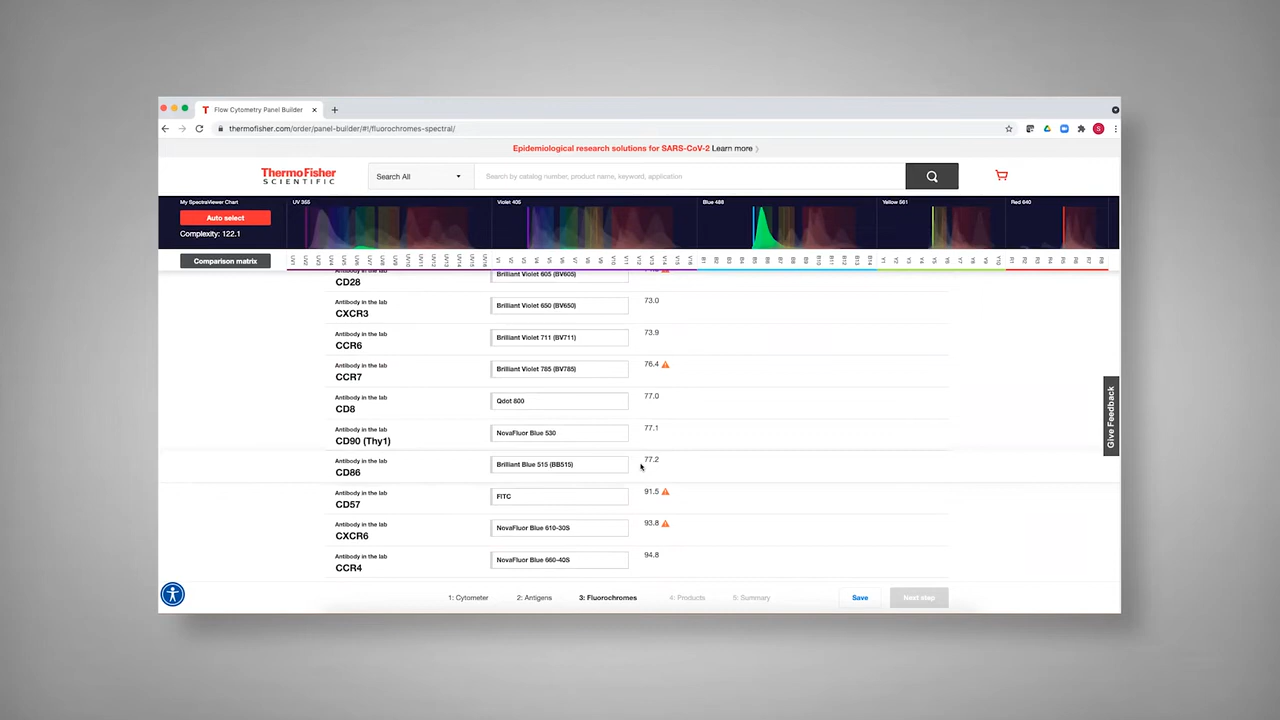 Flow Cytometry Panel Builder
thermofisher.com/order/panel-builder/#!/fluorochromes-spectral/
S
Epidemiological research solutions for SARS-CoV-2 Learn more
ThermoFisher
SCIENTIFIC
Search All
Search by catalog number, product name, keyword, application
My SpectraViewer Chart
Auto select
Complexity: 122.1
Comparison matrix
UV 355
Violet 405
Blue 488
Yellow 561
Red 640
Antibody in the lab
CD28
Brilliant Violet 605 (BV605)
Antibody in the lab
CXCR3
Brilliant Violet 650 (BV650)
73.0
Antibody in the lab
CCR6
Brilliant Violet 711 (BV711)
73.9
Antibody in the lab
CCR7
Brilliant Violet 785 (BV785)
76.4
Antibody in the lab
CD8
Qdot 800
77.0
Antibody in the lab
CD90 (Thy1)
NovaFluor Blue 530
77.1
Antibody in the lab
CD86
Brilliant Blue 515 (BB515)
77.2
Antibody in the lab
CD57
FITC
91.5
Antibody in the lab
CXCR6
NovaFluor Blue 610-30S
93.8
Antibody in the lab
CCR4
NovaFluor Blue 660-40S
94.8
Give Feedback
1: Cytometer
2: Antigens
3: Fluorochromes
4: Products
5: Summary
Save
Next step